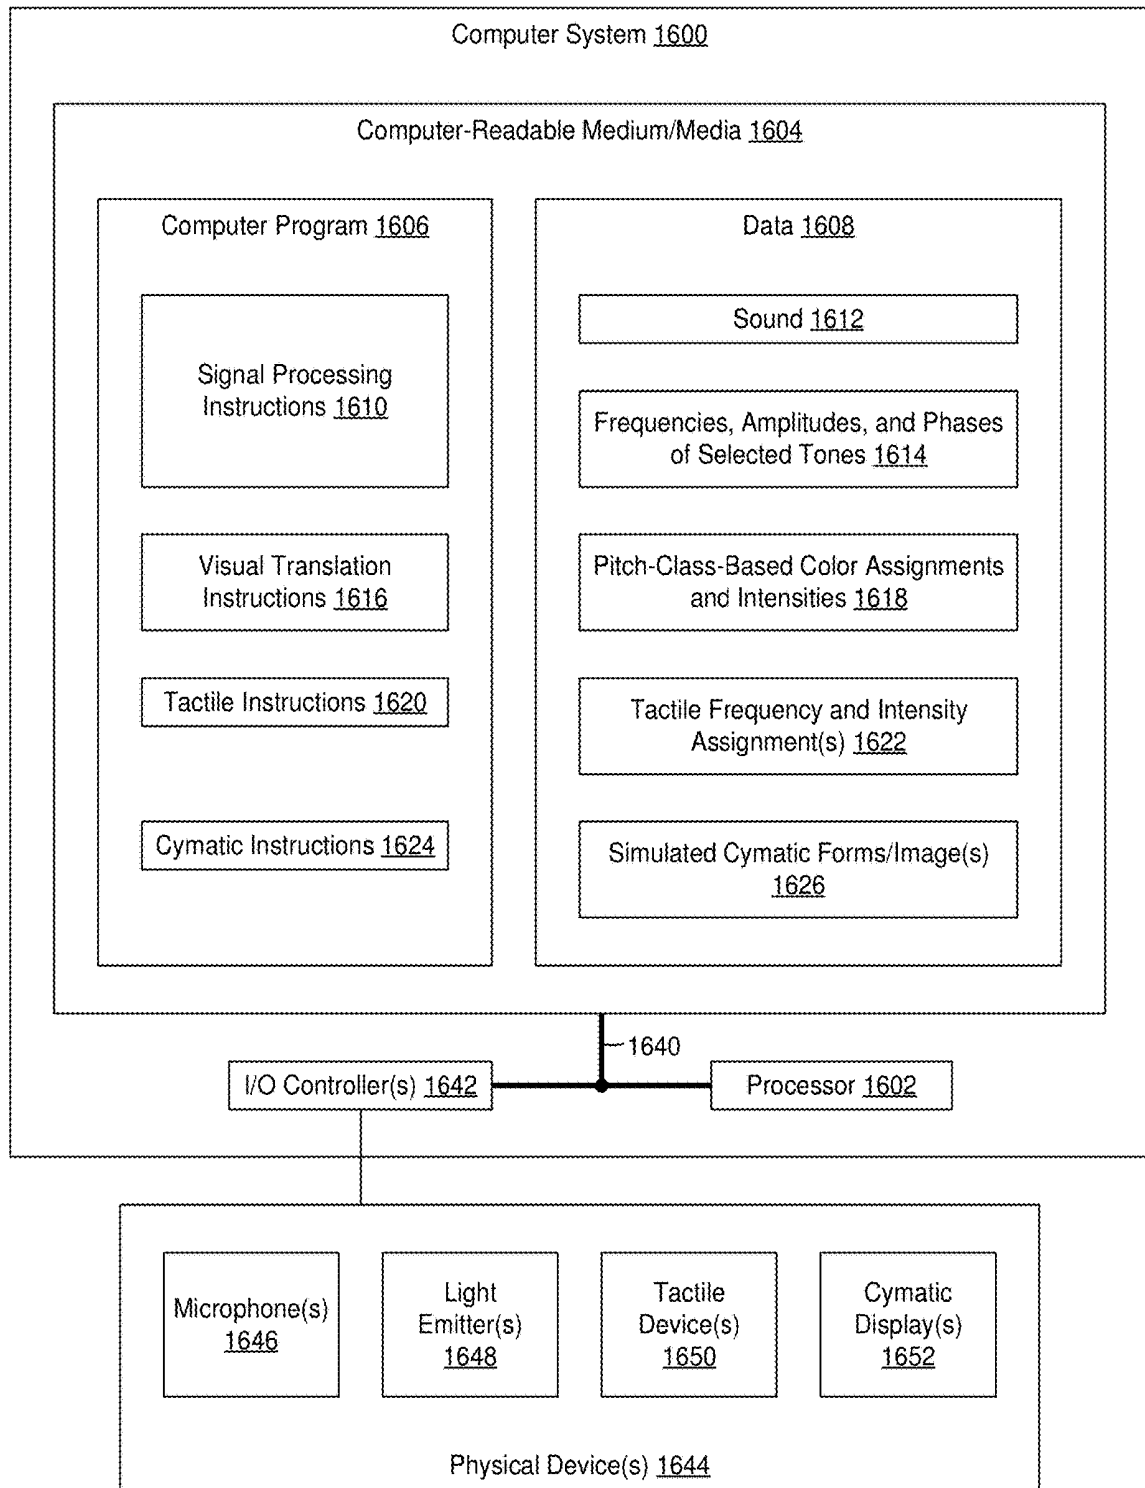 Computer System 1600
Computer-Readable Medium/Media 1604
Computer Program 1606
Signal Processing
Instructions 1610
Visual Translation
Instructions 1616
Tactile Instructions 1620
Cymatic Instructions 1624
Data 1608
Sound 1612
Frequencies, Amplitudes, and Phases
of Selected Tones 1614
Pitch-Class-Based Color Assignments
and Intensities 1618
Tactile Frequency and Intensity
Assignment(s) 1622
Simulated Cymatic Forms/Image(s)
1626
1640
I/O Controller(s) 1642
Processor 1602
Microphone(s)
1646
Light
Emitter(s)
1648
Tactile
Device(s)
1650
Cymatic
Display(s)
1652
Physical Device(s) 1644